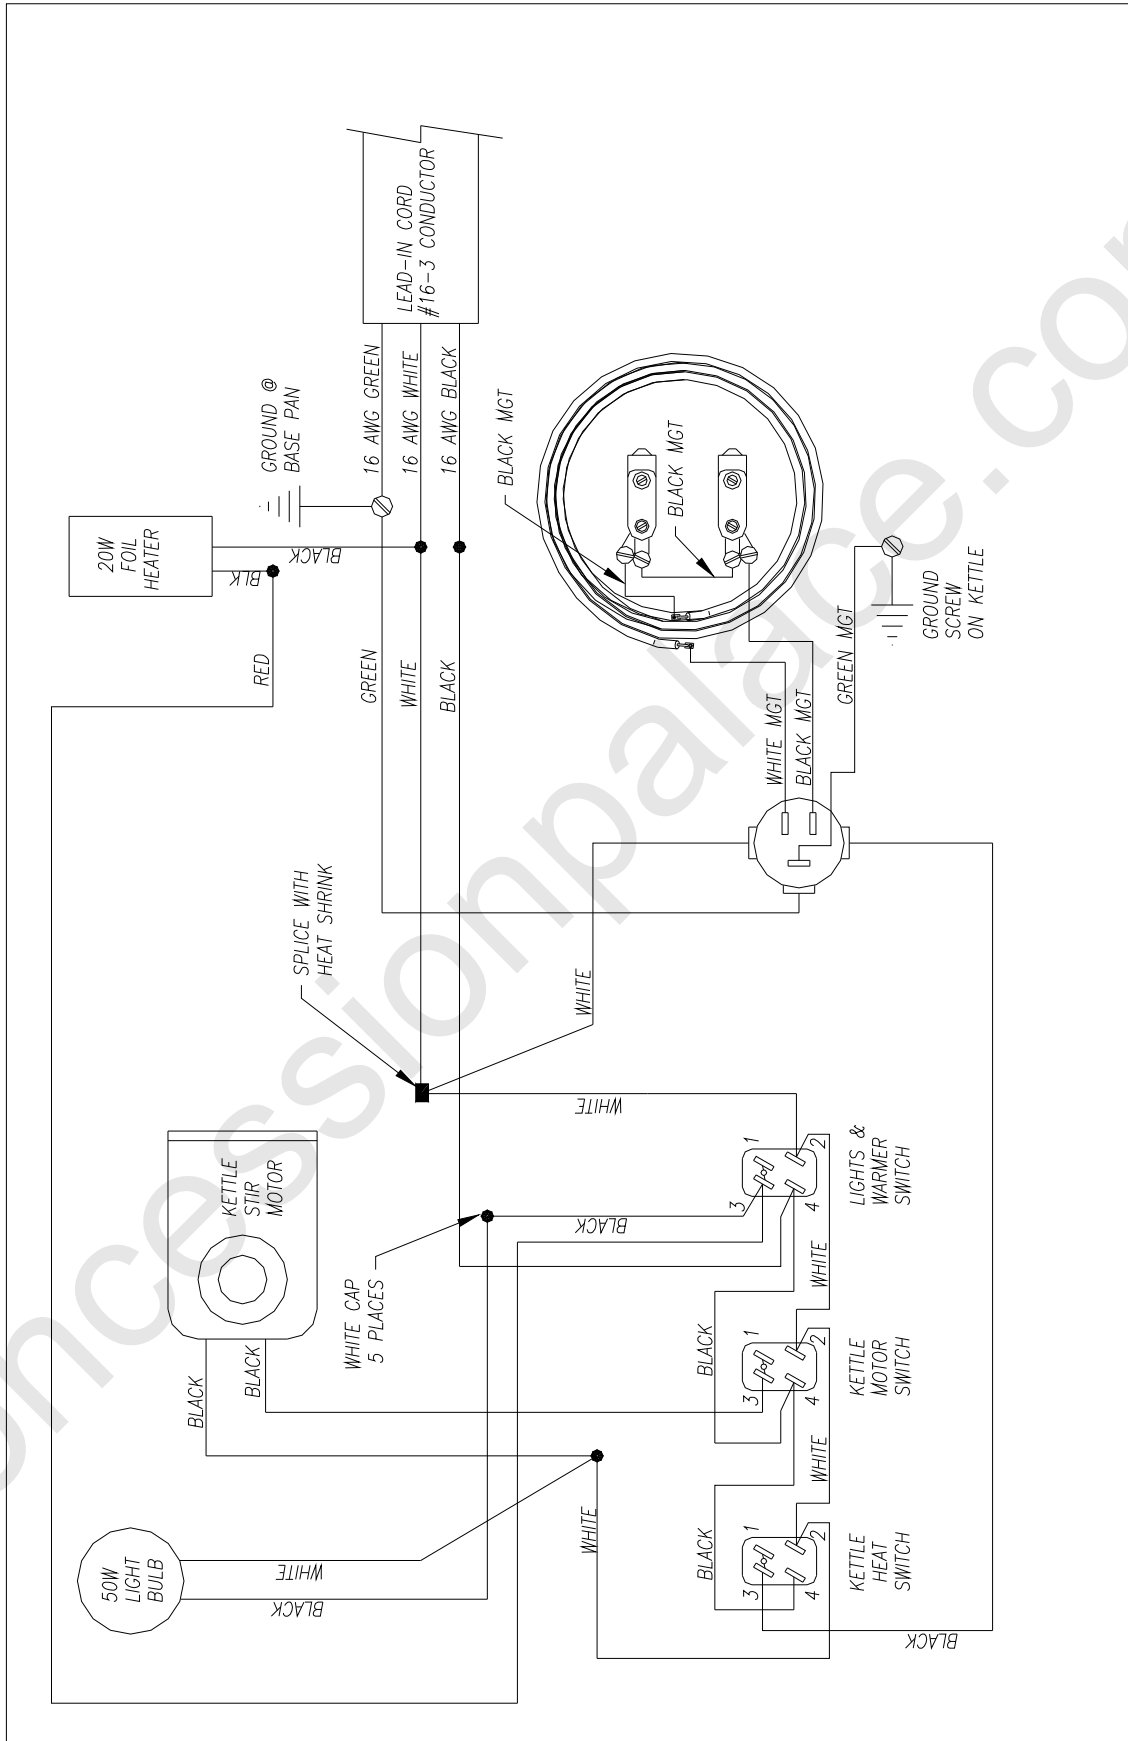 20W
FOIL
HEATER
BLK
BLACK
RED
GROUND @
BASE PAN
16 AWG GREEN
16 AWG WHITE
16 AWG BLACK
LEAD-IN CORD
#16-3 CONDUCTOR
GREEN
WHITE
BLACK
BLACK MGT
BLACK MGT
WHITE MGT
BLACK MGT
GREEN MGT
GROUND
SCREW
ON KETTLE
SPLICE WITH
HEAT SHRINK
WHITE
WHITE
KETTLE
STIR
MOTOR
BLACK
BLACK
WHITE CAP
5 PLACES
BLACK
50W
LIGHT
BULB
WHITE
BLACK
WHITE
1
2
3
4
LIGHTS &
WARMER
SWITCH
BLACK
WHITE
1
2
3
4
KETTLE
MOTOR
SWITCH
BLACK
WHITE
1
2
3
4
KETTLE
HEAT
SWITCH
BLACK
oncessionpalace.co